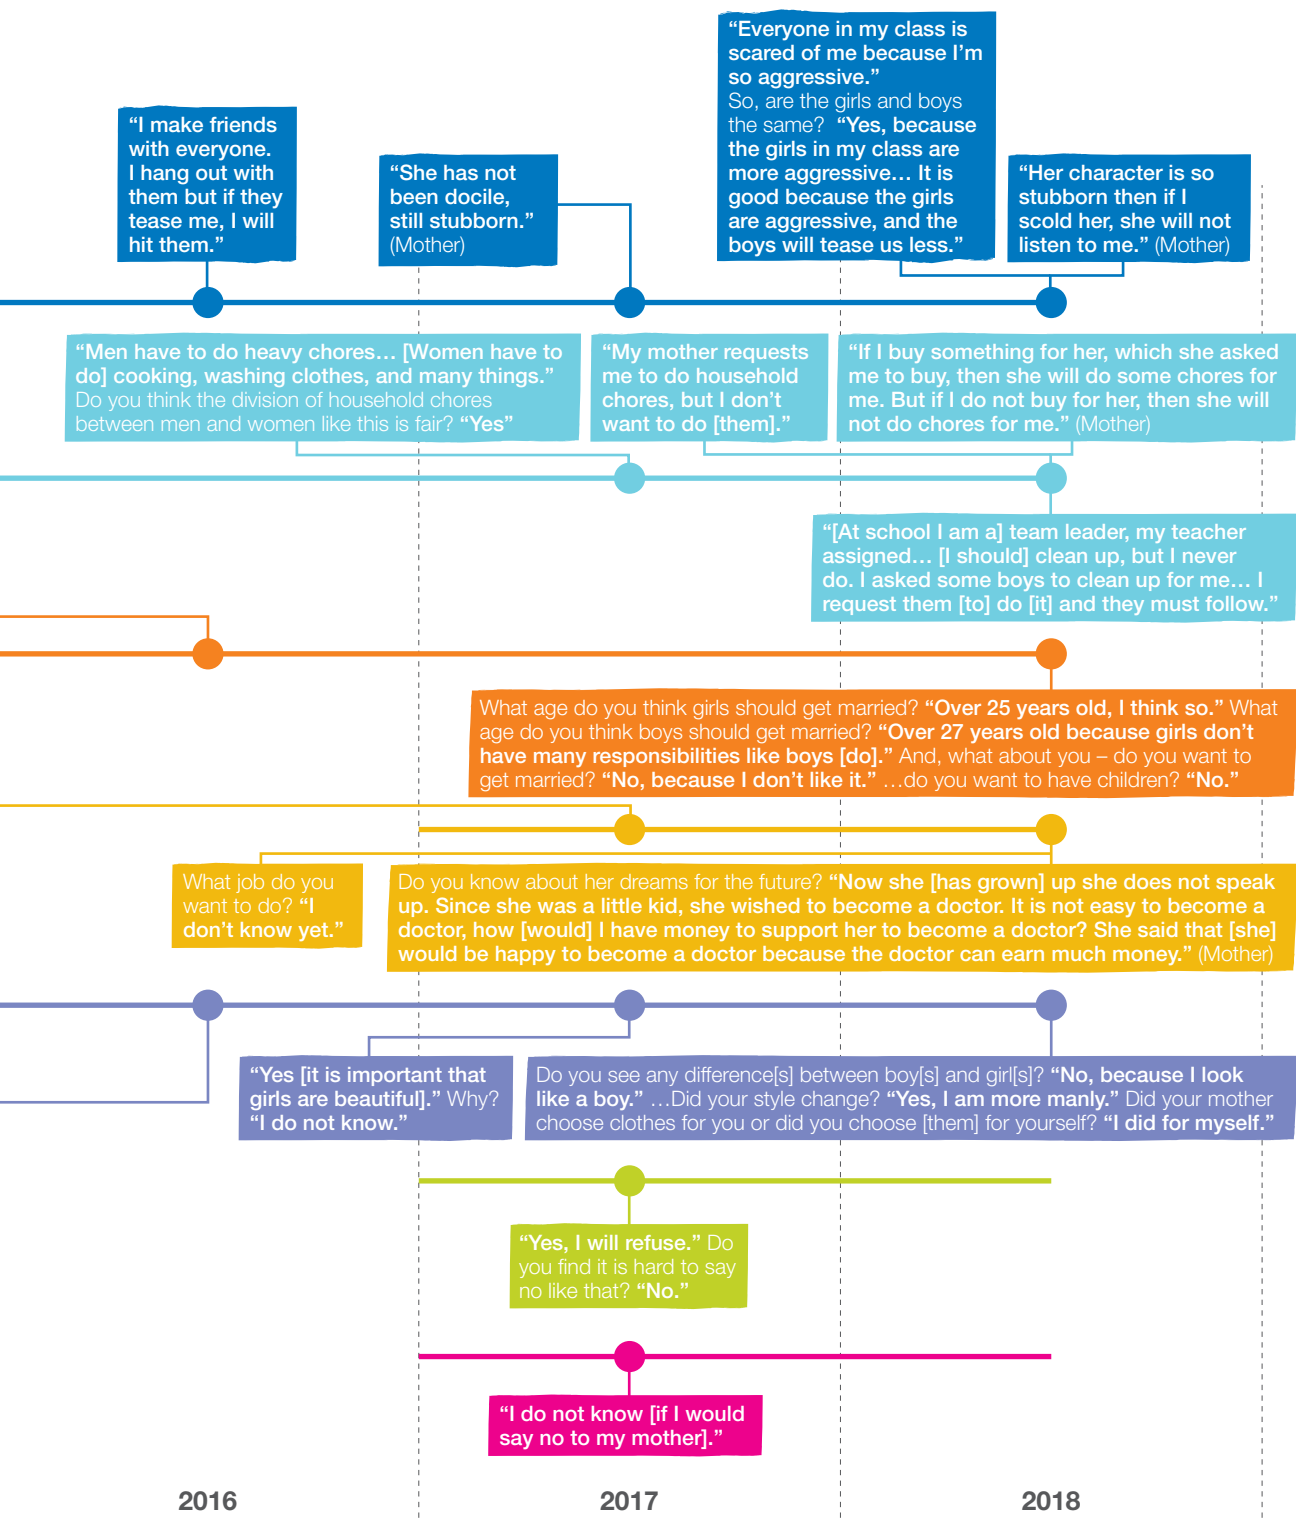 “Everyone in my class is
scared of me because I’m
so aggressive.”
So, are the girls and boys
the same? “Yes, because
the girls in my class are
more aggressive… It is
good because the girls
are aggressive, and the
boys will tease us less.”
“I make friends
with everyone.
I hang out with
them but if they
tease me, I will
hit them.”
“She has not
been docile,
still stubborn.”
(Mother)
“Her character is so
stubborn then if I
scold her, she will not
listen to me.” (Mother)
“Men have to do heavy chores… [Women have to
do] cooking, washing clothes, and many things.”
Do you think the division of household chores
between men and women like this is fair? “Yes”
“My mother requests
me to do household
chores, but I don’t
want to do [them].”
“If I buy something for her, which she asked
me to buy, then she will do some chores for
me. But if I do not buy for her, then she will
not do chores for me.” (Mother)
“[At school I am a] team leader, my teacher
assigned… [I should] clean up, but I never
do. I asked some boys to clean up for me… I
request them [to] do [it] and they must follow.”
What age do you think girls should get married? “Over 25 years old, I think so.” What
age do you think boys should get married? “Over 27 years old because girls don’t
have many responsibilities like boys [do].” And, what about you – do you want to
get married? “No, because I don’t like it.” …do you want to have children? “No.”
What job do you
want to do? “I
don’t know yet.”
Do you know about her dreams for the future? “Now she [has grown] up she does not speak
up. Since she was a little kid, she wished to become a doctor. It is not easy to become a
doctor, how [would] I have money to support her to become a doctor? She said that [she]
would be happy to become a doctor because the doctor can earn much money.” (Mother)
“Yes [it is important that
girls are beautiful].” Why?
“I do not know.”
Do you see any difference[s] between boy[s] and girl[s]? “No, because I look
like a boy.” …Did your style change? “Yes, I am more manly.” Did your mother
choose clothes for you or did you choose [them] for yourself? “I did for myself.”
“Yes, I will refuse.” Do
you find it is hard to say
no like that? “No.”
“I do not know [if I would
say no to my mother].”
2016
2017
2018